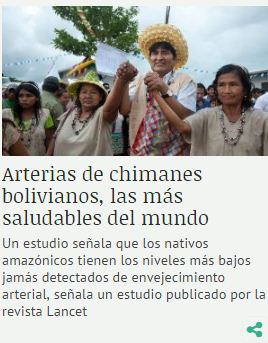 Arterias de chimanes
bolivianos, las más
saludables del mundo
Un estudio señala que los nativos
amazónicos tienen los niveles más bajos
jamás detectados de envejecimiento
arterial, señala un estudio publicado por la
revista Lancet